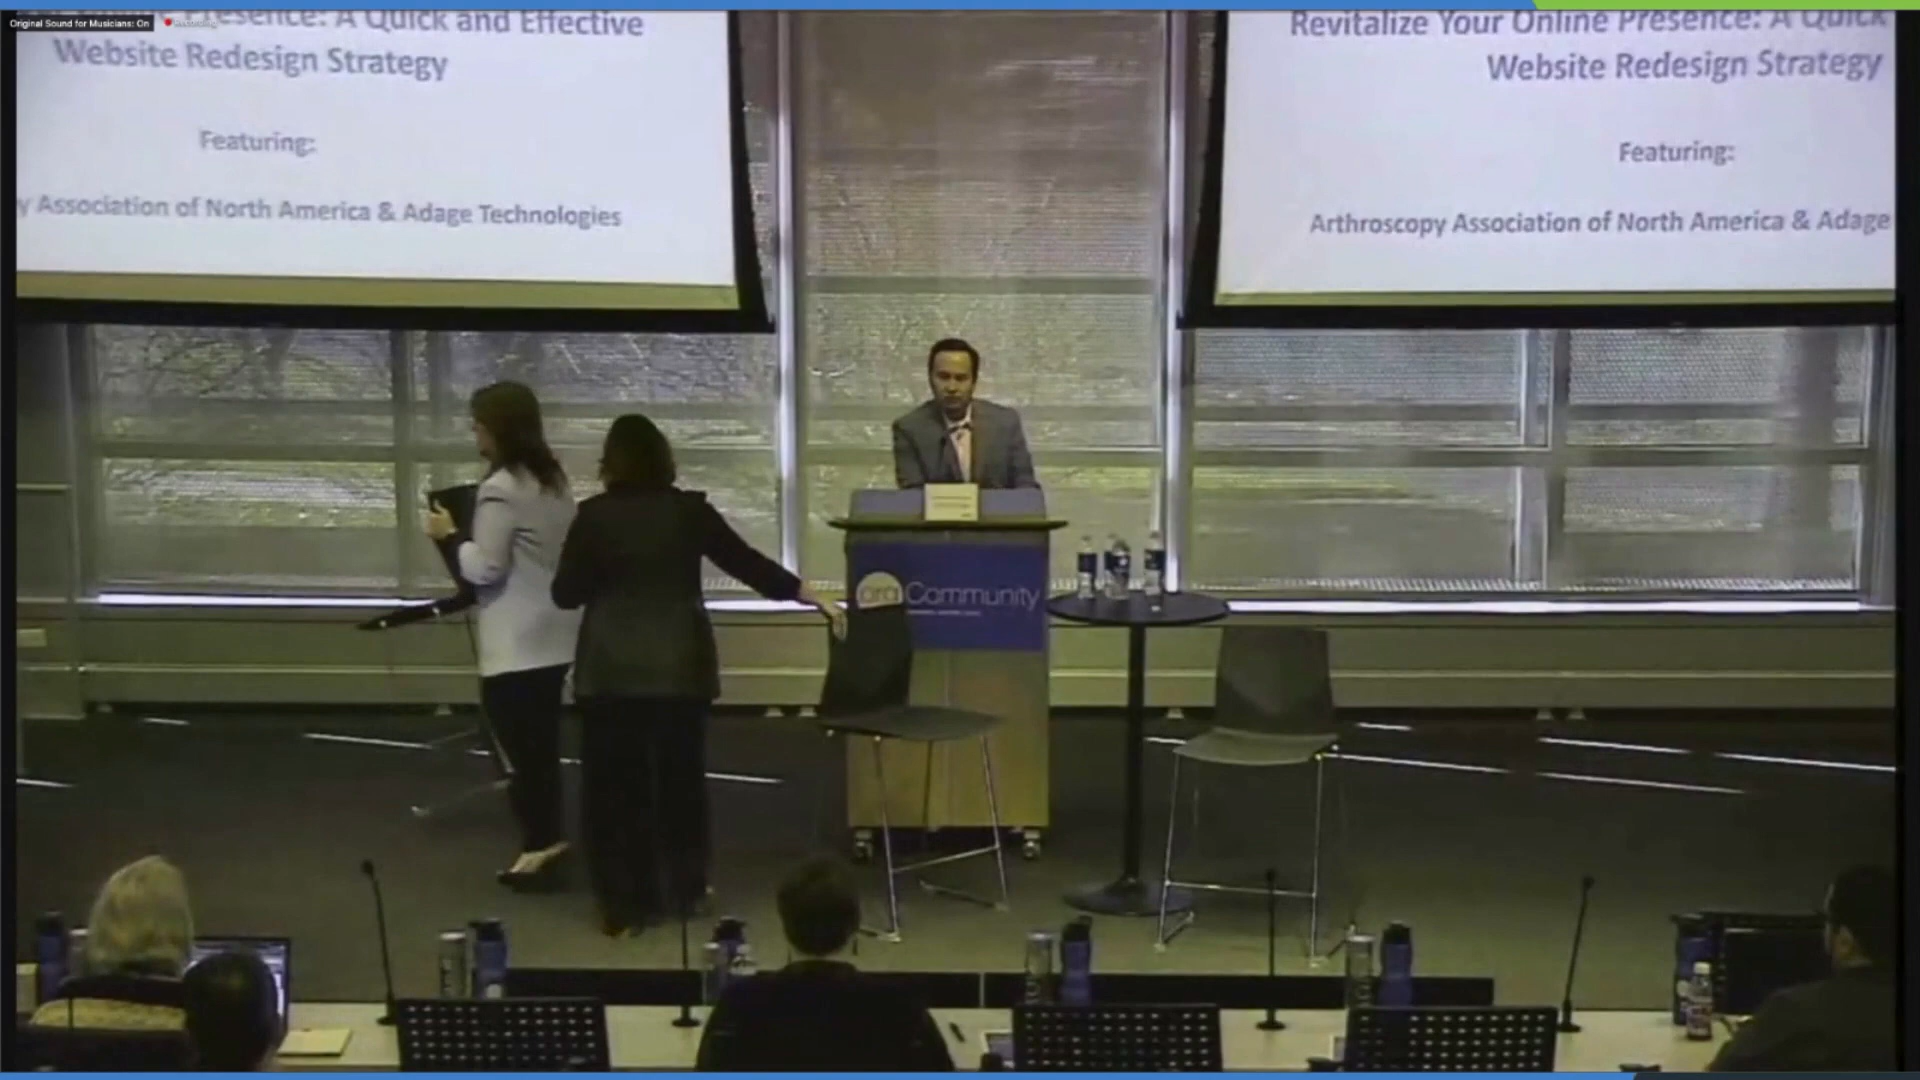 Original Sound for Musicians: On
Recording
Presence: A Quick and Effective
Website Redesign Strategy
Featuring:
y Association of North America & Adage Technologies
Revitalize Your Online Presence: A Quick
Website Redesign Strategy
Featuring:
Arthroscopy Association of North America & Adage
Community